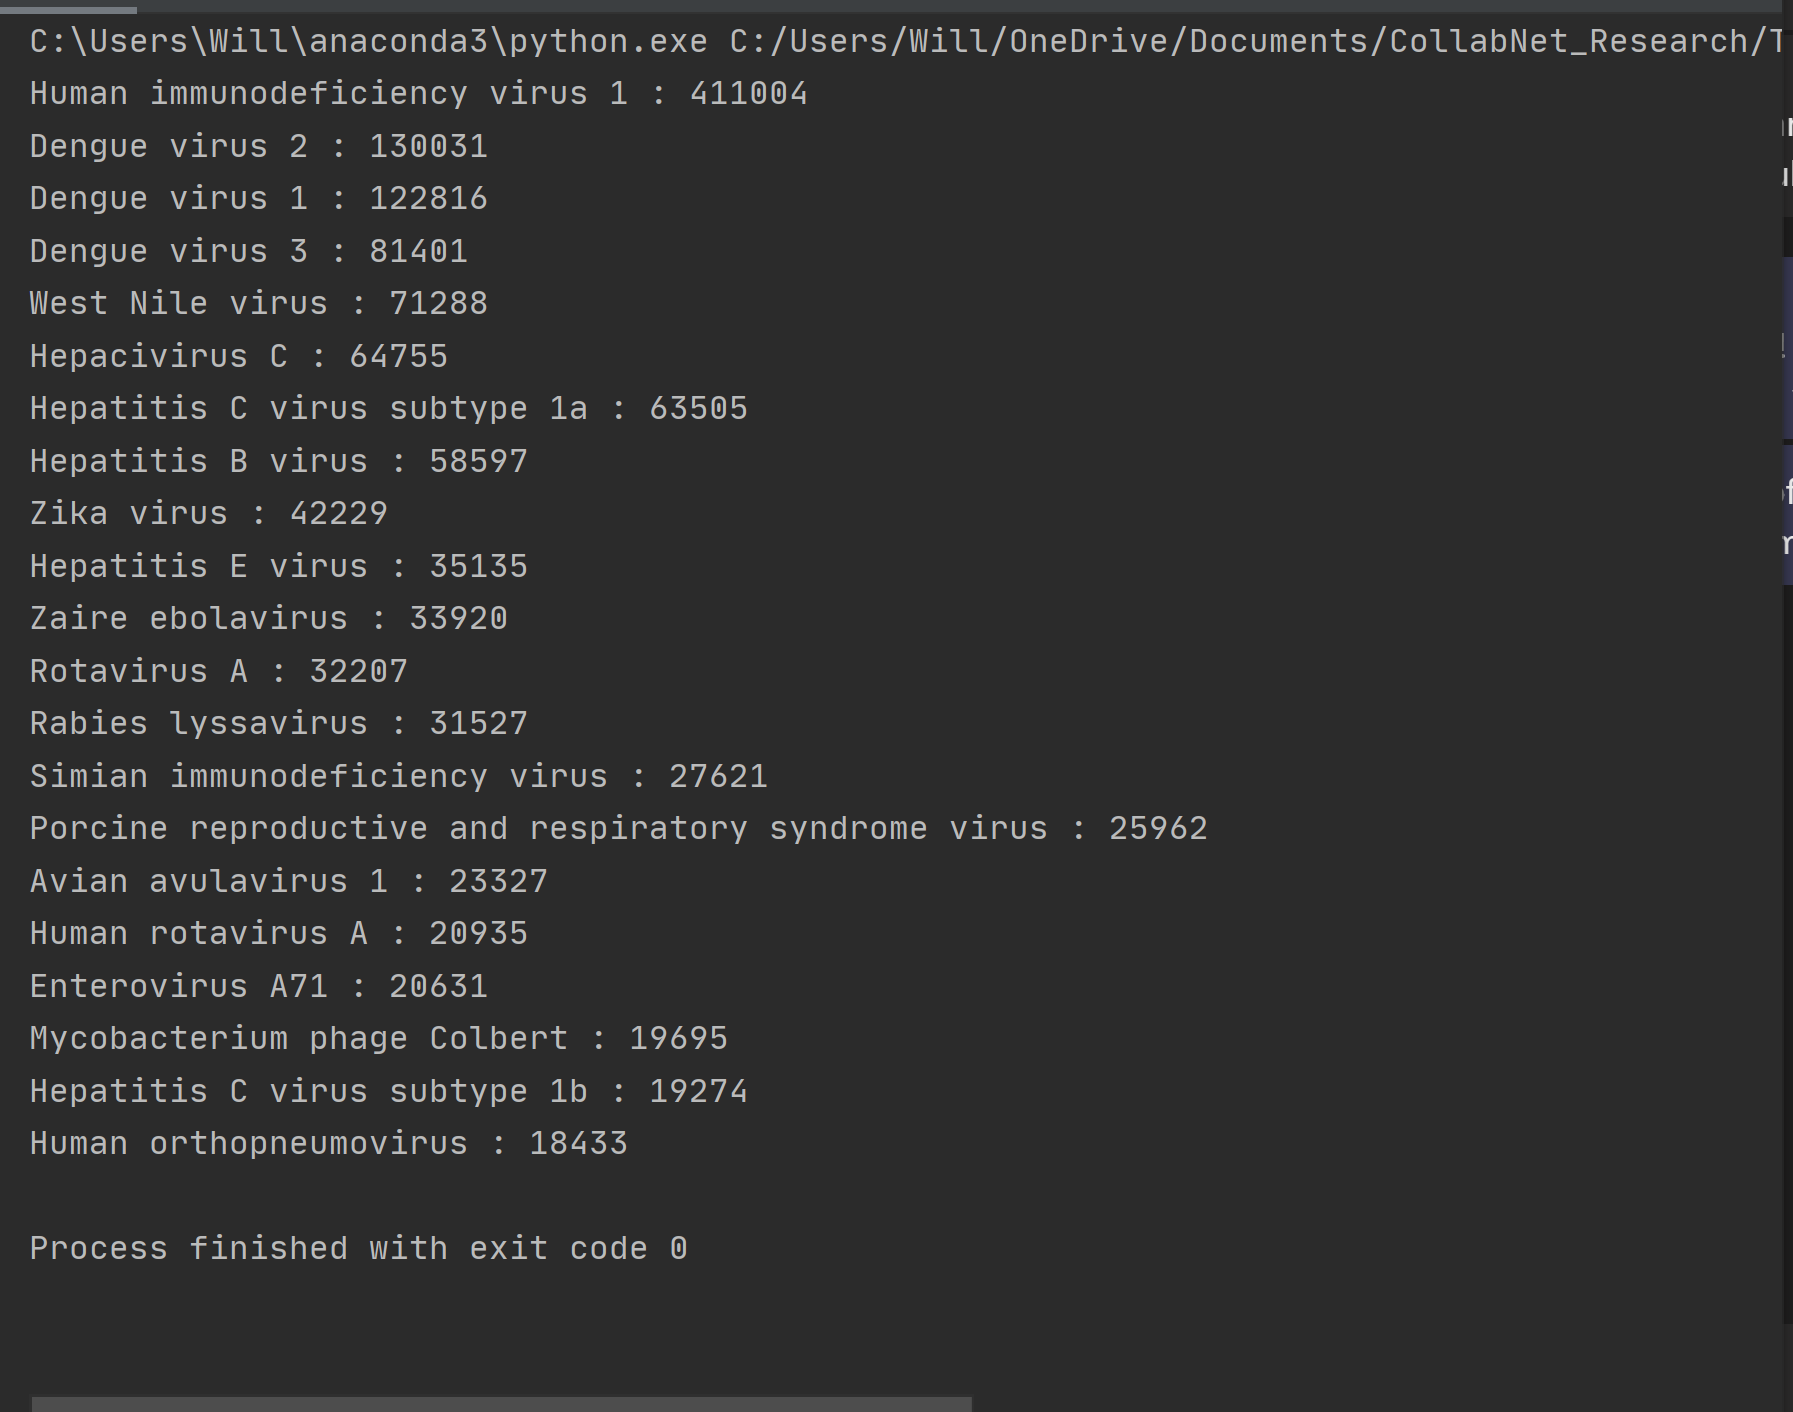 C:\Users\Will\anaconda3\python.exe C:/Users/Will/OneDrive/Documents/CollabNet_Research/
Human immunodeficiency virus 1 : 411004
Dengue virus 2 : 130031
Dengue virus 1 : 122816
Dengue virus 3 : 81401
West Nile virus : 71288
Hepacivirus C : 64755
Hepatitis C virus subtype 1a : 63505
Hepatitis B virus : 58597
Zika virus : 42229
Hepatitis E virus : 35135
Zaire ebolavirus : 33920
Rotavirus A : 32207
Rabies lyssavirus : 31527
Simian immunodeficiency virus : 27621
Porcine reproductive and respiratory syndrome virus : 25962
Avian avulavirus 1 : 23327
Human rotavirus A : 20935
Enterovirus A71 : 20631
Mycobacterium phage Colbert : 19695
Hepatitis C virus subtype 1b : 19274
Human orthopneumovirus : 18433
Process finished with exit code 0